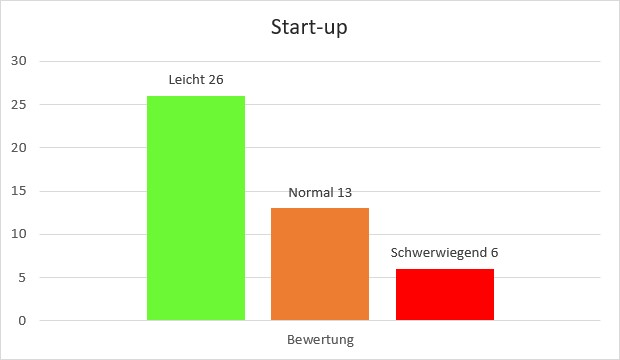 Start-up
30
25
20
15
10
5
0
Leicht 26
Normal 13
Schwerwiegend 6
Bewertung